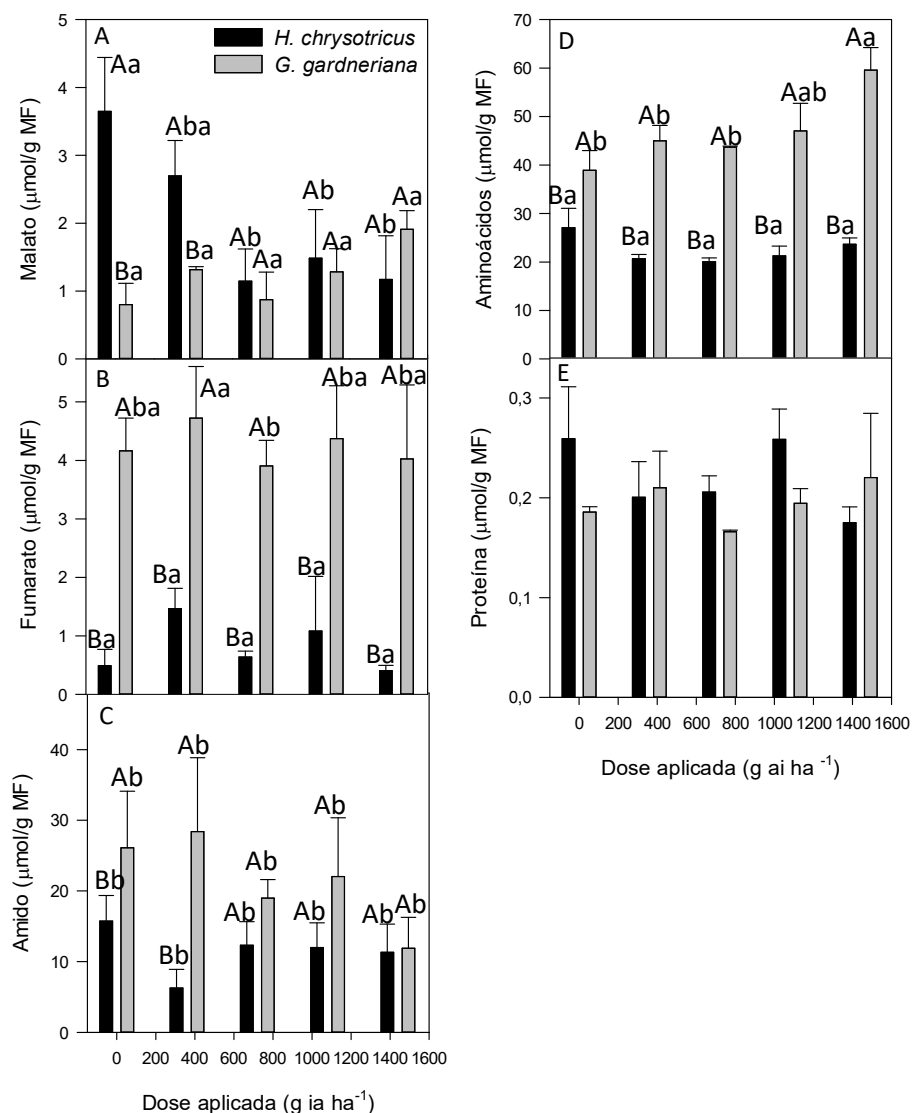 A
H. chrysotricus
G. gardneriana
Malato (µmol/g MF)
5
4
3
2
1
0
Aa
Ba
Aba
Ba
Ab
Aa
Ab
Aa
Ab
Aa
B
Fumarato (µmol/g MF)
5
4
3
2
1
0
Ba
Aba
Ba
Aa
Ba
Ab
Ba
Aba
Ba
Aba
C
Amido (µmol/g MF)
40
30
20
10
0
Bb
Ab
Bb
Ab
Ab
Ab
Ab
Ab
Ab
Ab
0 200 400 600 800 1000 1200 1400 1600
Dose aplicada (g ia ha⁻¹)
D
Aminoácidos (µmol/g MF)
70
60
50
40
30
20
10
0
Ba
Ab
Ba
Ab
Ba
Ab
Ba
Aab
Ba
Aa
E
Proteína (µmol/g MF)
0,3
0,2
0,1
0,0
0 200 400 600 800 1000 1200 1400 1600
Dose aplicada (g ai ha ⁻¹)